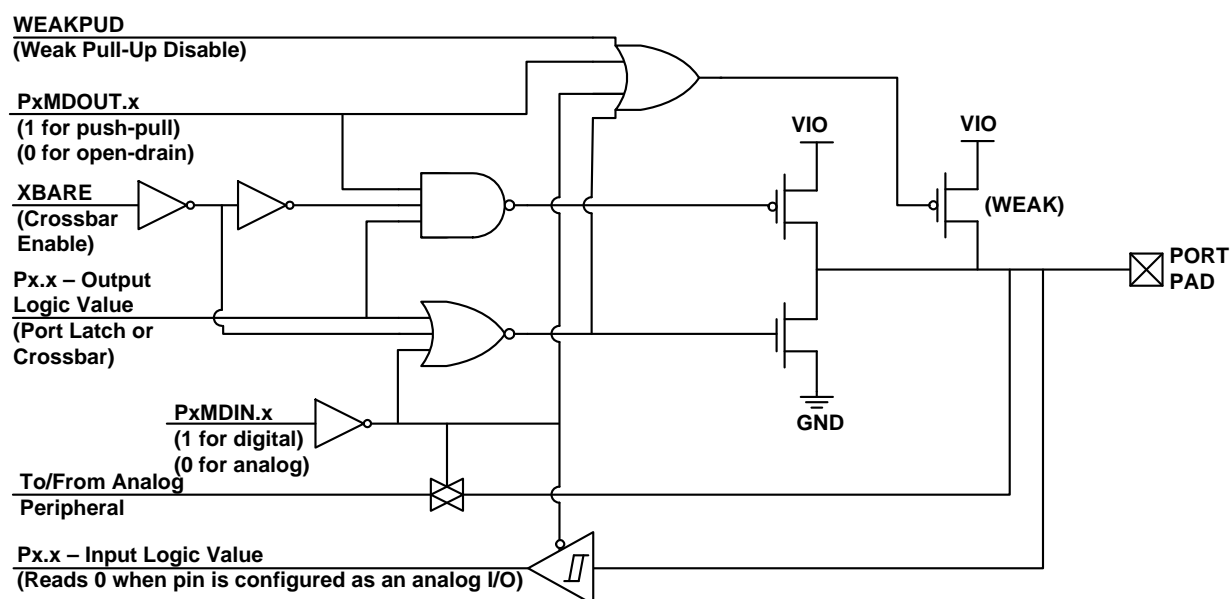 WEAKPUD
(Weak Pull-Up Disable)
PxMDOUT.x
(1 for push-pull)
(0 for open-drain)
XBARE
(Crossbar
Enable)
Px.x – Output
Logic Value
(Port Latch or
Crossbar)
PxMDIN.x
(1 for digital)
(0 for analog)
To/From Analog
Peripheral
Px.x – Input Logic Value
(Reads 0 when pin is configured as an analog I/O)
VIO
VIO
(WEAK)
PORT
PAD
GND